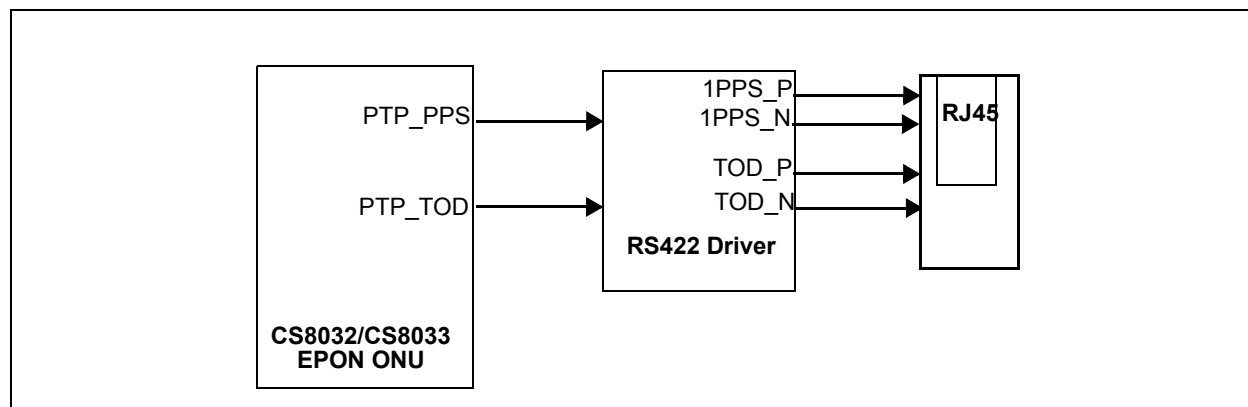 PTP_PPS
PTP_TOD
CS8032/CS8033
EPON ONU
1PPS_P
1PPS_N
TOD_P
TOD_N
RS422 Driver
RJ45